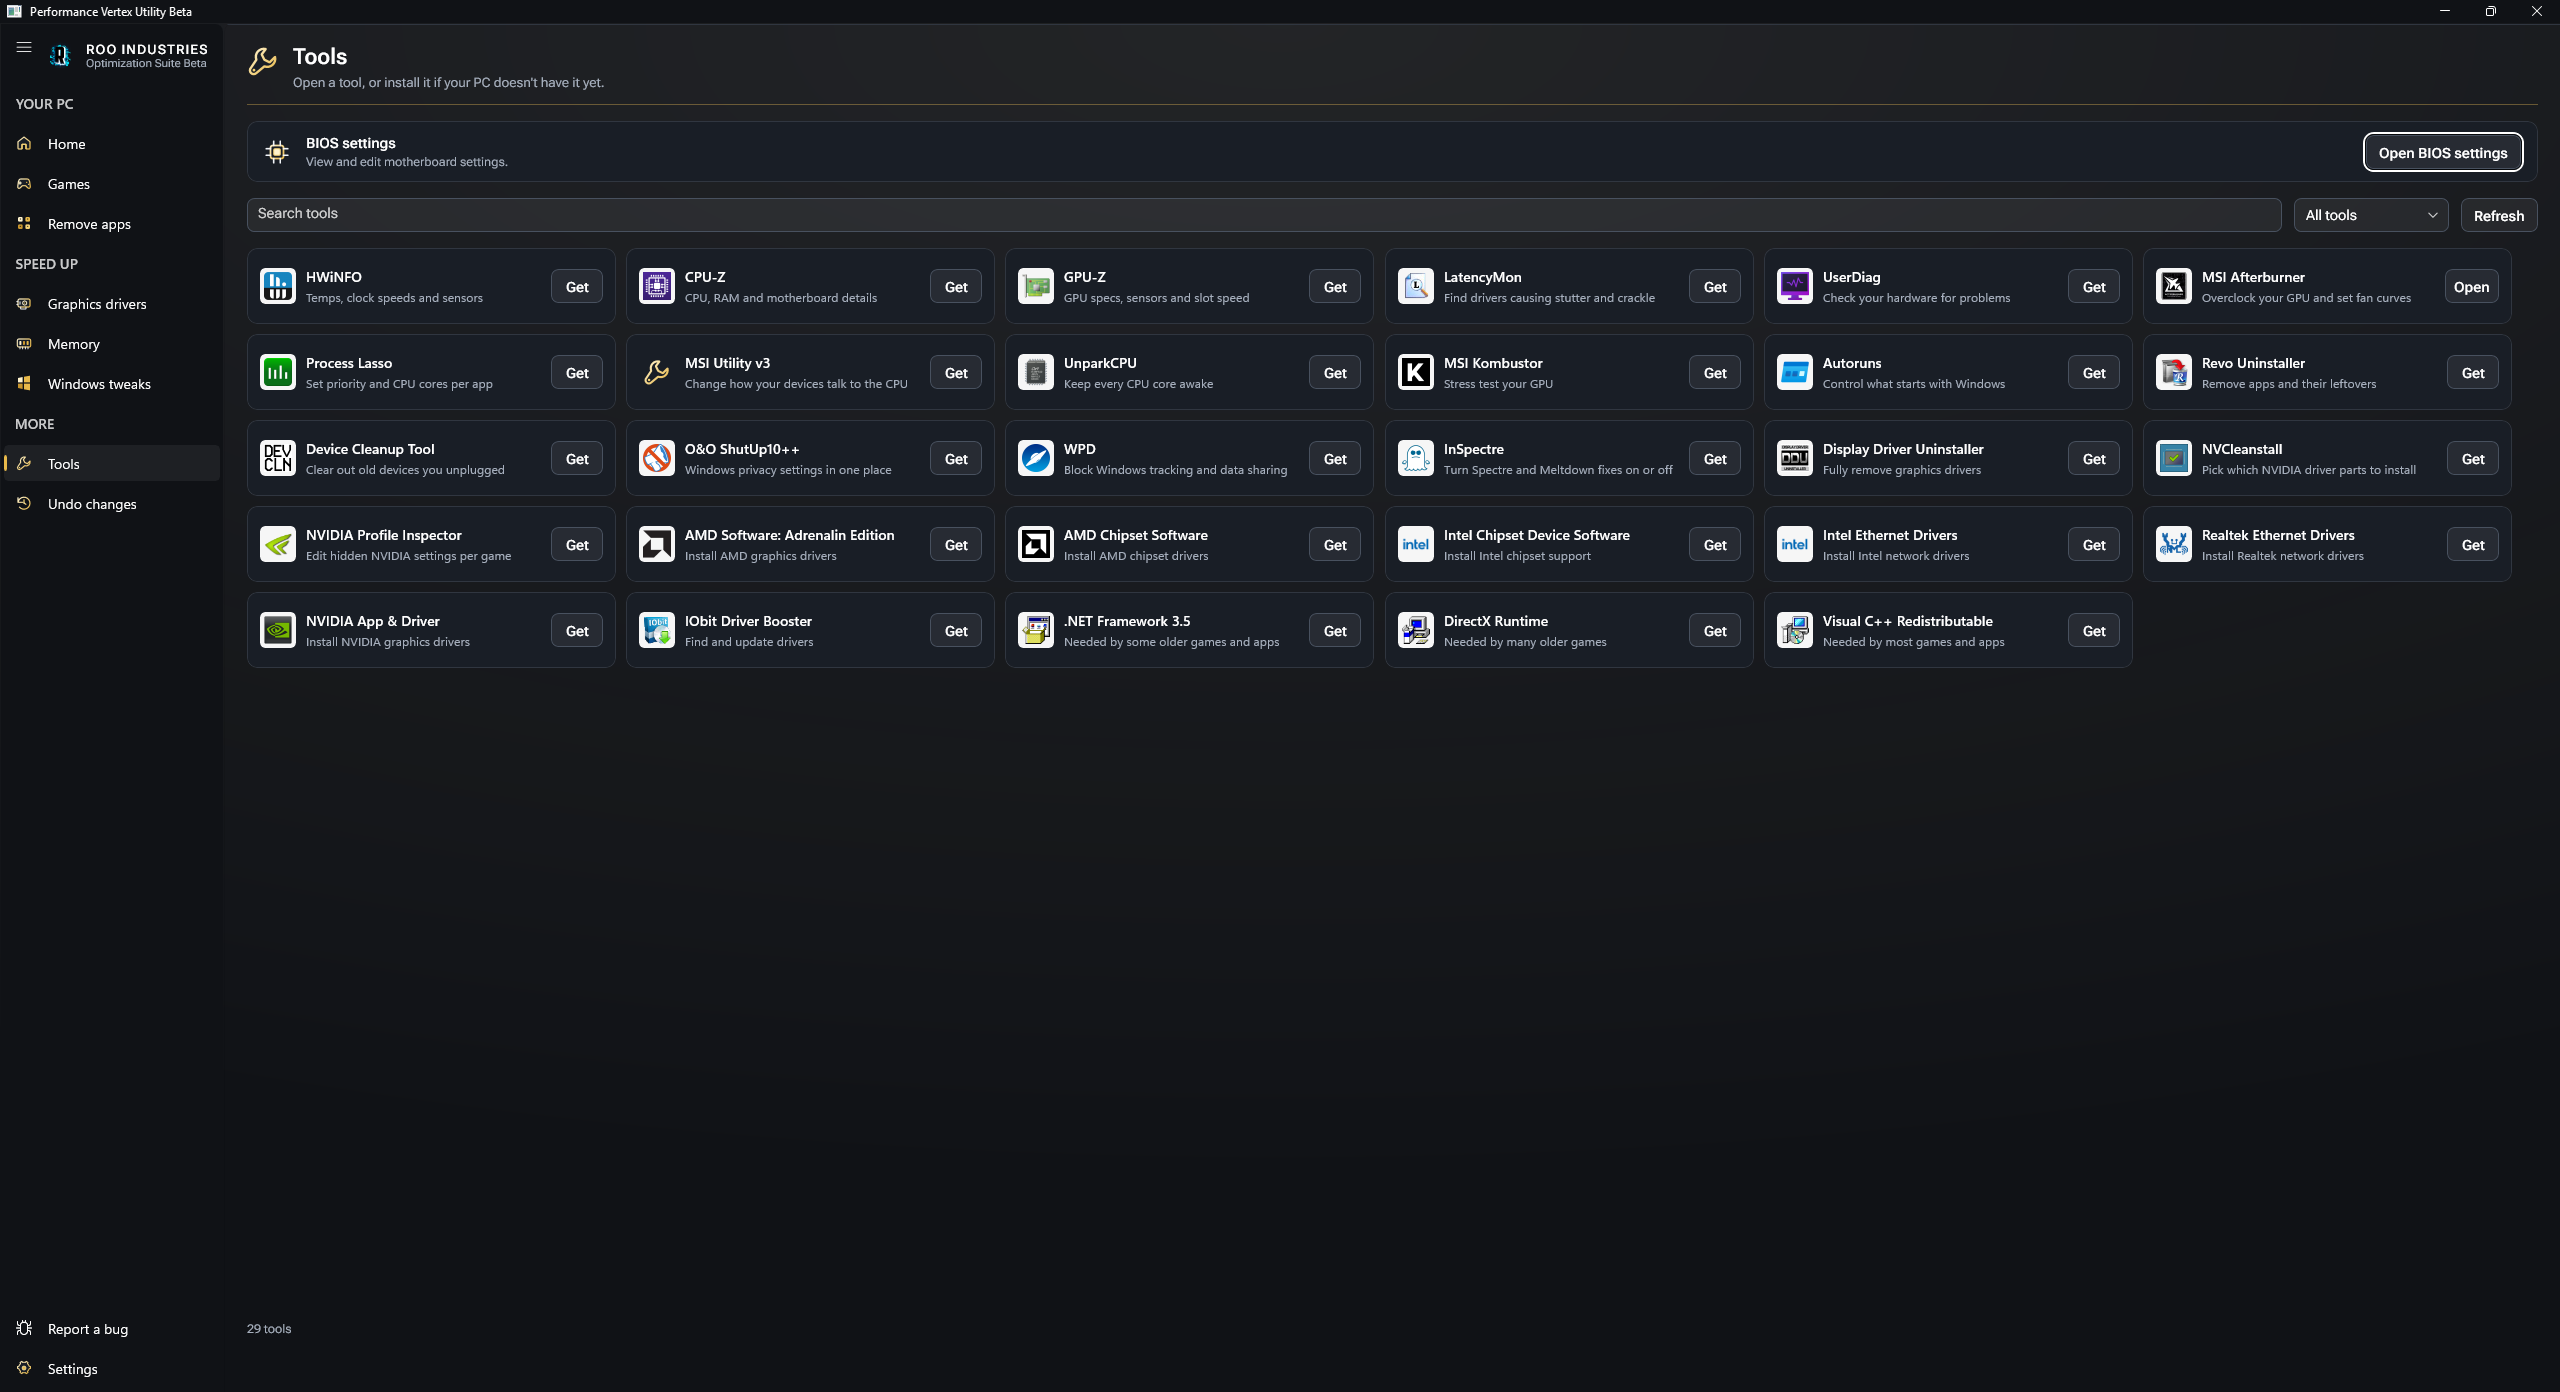 Performance Vertex Utility Beta
ROO INDUSTRIES
Optimization Suite Beta
YOUR PC
Home
Games
Remove apps
SPEED UP
Graphics drivers
Memory
Windows tweaks
MORE
Tools
Undo changes
Report a bug
Settings
Tools
Open a tool, or install it if your PC doesn't have it yet.
BIOS settings
View and edit motherboard settings.
Open BIOS settings
Search tools
All tools
Refresh
HWiNFO
Temps, clock speeds and sensors
Get
CPU-Z
CPU, RAM and motherboard details
Get
GPU-Z
GPU specs, sensors and slot speed
Get
LatencyMon
Find drivers causing stutter and crackle
Get
UserDiag
Check your hardware for problems
Get
MSI Afterburner
Overclock your GPU and set fan curves
Open
Process Lasso
Set priority and CPU cores per app
Get
MSI Utility v3
Change how your devices talk to the CPU
Get
UnparkCPU
Keep every CPU core awake
Get
K
MSI Kombustor
Stress test your GPU
Get
Autoruns
Control what starts with Windows
Get
Revo Uninstaller
Remove apps and their leftovers
Get
DEV
CLN
Device Cleanup Tool
Clear out old devices you unplugged
Get
O&O ShutUp10++
Windows privacy settings in one place
Get
WPD
Block Windows tracking and data sharing
Get
InSpectre
Turn Spectre and Meltdown fixes on or off
Get
DDU
Display Driver Uninstaller
Fully remove graphics drivers
Get
NVCleanstall
Pick which NVIDIA driver parts to install
Get
NVIDIA Profile Inspector
Edit hidden NVIDIA settings per game
Get
AMD Software: Adrenalin Edition
Install AMD graphics drivers
Get
AMD Chipset Software
Install AMD chipset drivers
Get
intel
Intel Chipset Device Software
Install Intel chipset support
Get
intel
Intel Ethernet Drivers
Install Intel network drivers
Get
Realtek Ethernet Drivers
Install Realtek network drivers
Get
NVIDIA App & Driver
Install NVIDIA graphics drivers
Get
IObit
IObit Driver Booster
Find and update drivers
Get
.NET Framework 3.5
Needed by some older games and apps
Get
DirectX Runtime
Needed by many older games
Get
Visual C++ Redistributable
Needed by most games and apps
Get
29 tools